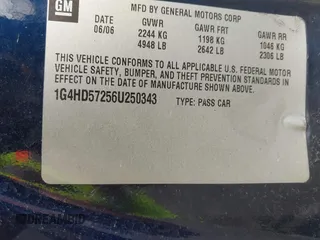 GM
MFD BY GENERAL MOTORS CORP
DATE GVWR GAWR FRT GAWR RR
06/06 2244 KG 1198 KG 1046 KG
4948 LB 2642 LB 2306 LB
THIS VEHICLE CONFORMS TO ALL APPLICABLE U.S. FEDERAL MOTOR
VEHICLE SAFETY, BUMPER, AND THEFT PREVENTION STANDARDS
IN EFFECT ON THE DATE OF MANUFACTURE SHOWN ABOVE.
1G4HD57256U250343 TYPE: PASS CAR
DREAMBID